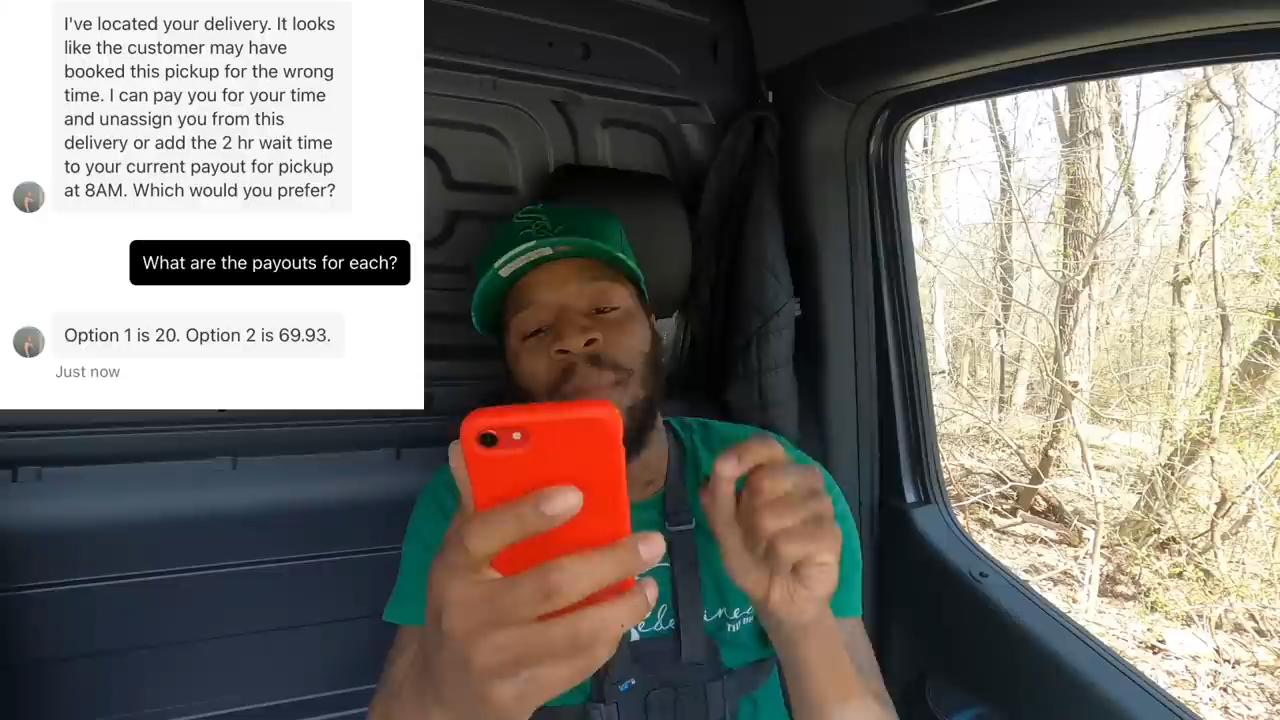 I've located your delivery. It looks
like the customer may have
booked this pickup for the wrong
time. I can pay you for your time
and unassign you from this
delivery or add the 2 hr wait time
to your current payout for pickup
at 8AM. Which would you prefer?
What are the payouts for each?
Option 1 is 20. Option 2 is 69.93.
Just now